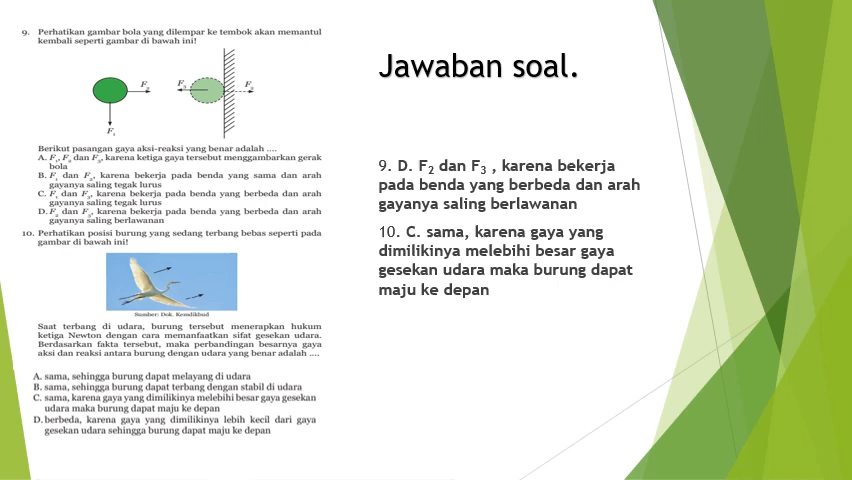 9. Perhatikan gambar bola yang dilempar ke tembok akan memantul
kembali seperti gambar di bawah ini!
F₂
F₃
F₂
F₁
Berikut pasangan gaya aksi-reaksi yang benar adalah ....
A. F₁, F₂ dan F₃, karena ketiga gaya tersebut menggambarkan gerak
bola
B. F₁ dan F₂, karena bekerja pada benda yang sama dan arah
gayanya saling tegak lurus
C. F₁ dan F₃, karena bekerja pada benda yang berbeda dan arah
gayanya saling tegak lurus
D. F₂ dan F₃, karena bekerja pada benda yang berbeda dan arah
gayanya saling berlawanan
10. Perhatikan posisi burung yang sedang terbang bebas seperti pada
gambar di bawah ini!
Sumber: Dok. Kemdikbud
Saat terbang di udara, burung tersebut menerapkan hukum
ketiga Newton dengan cara memanfaatkan sifat gesekan udara.
Berdasarkan fakta tersebut, maka perbandingan besarnya gaya
aksi dan reaksi antara burung dengan udara yang benar adalah ....
A. sama, sehingga burung dapat melayang di udara
B. sama, sehingga burung dapat terbang dengan stabil di udara
C. sama, karena gaya yang dimilikinya melebihi besar gaya gesekan
udara maka burung dapat maju ke depan
D. berbeda, karena gaya yang dimilikinya lebih kecil dari gaya
gesekan udara sehingga burung dapat maju ke depan
Jawaban soal.
9. D. F₂ dan F₃ , karena bekerja
pada benda yang berbeda dan arah
gayanya saling berlawanan
10. C. sama, karena gaya yang
dimilikinya melebihi besar gaya
gesekan udara maka burung dapat
maju ke depan